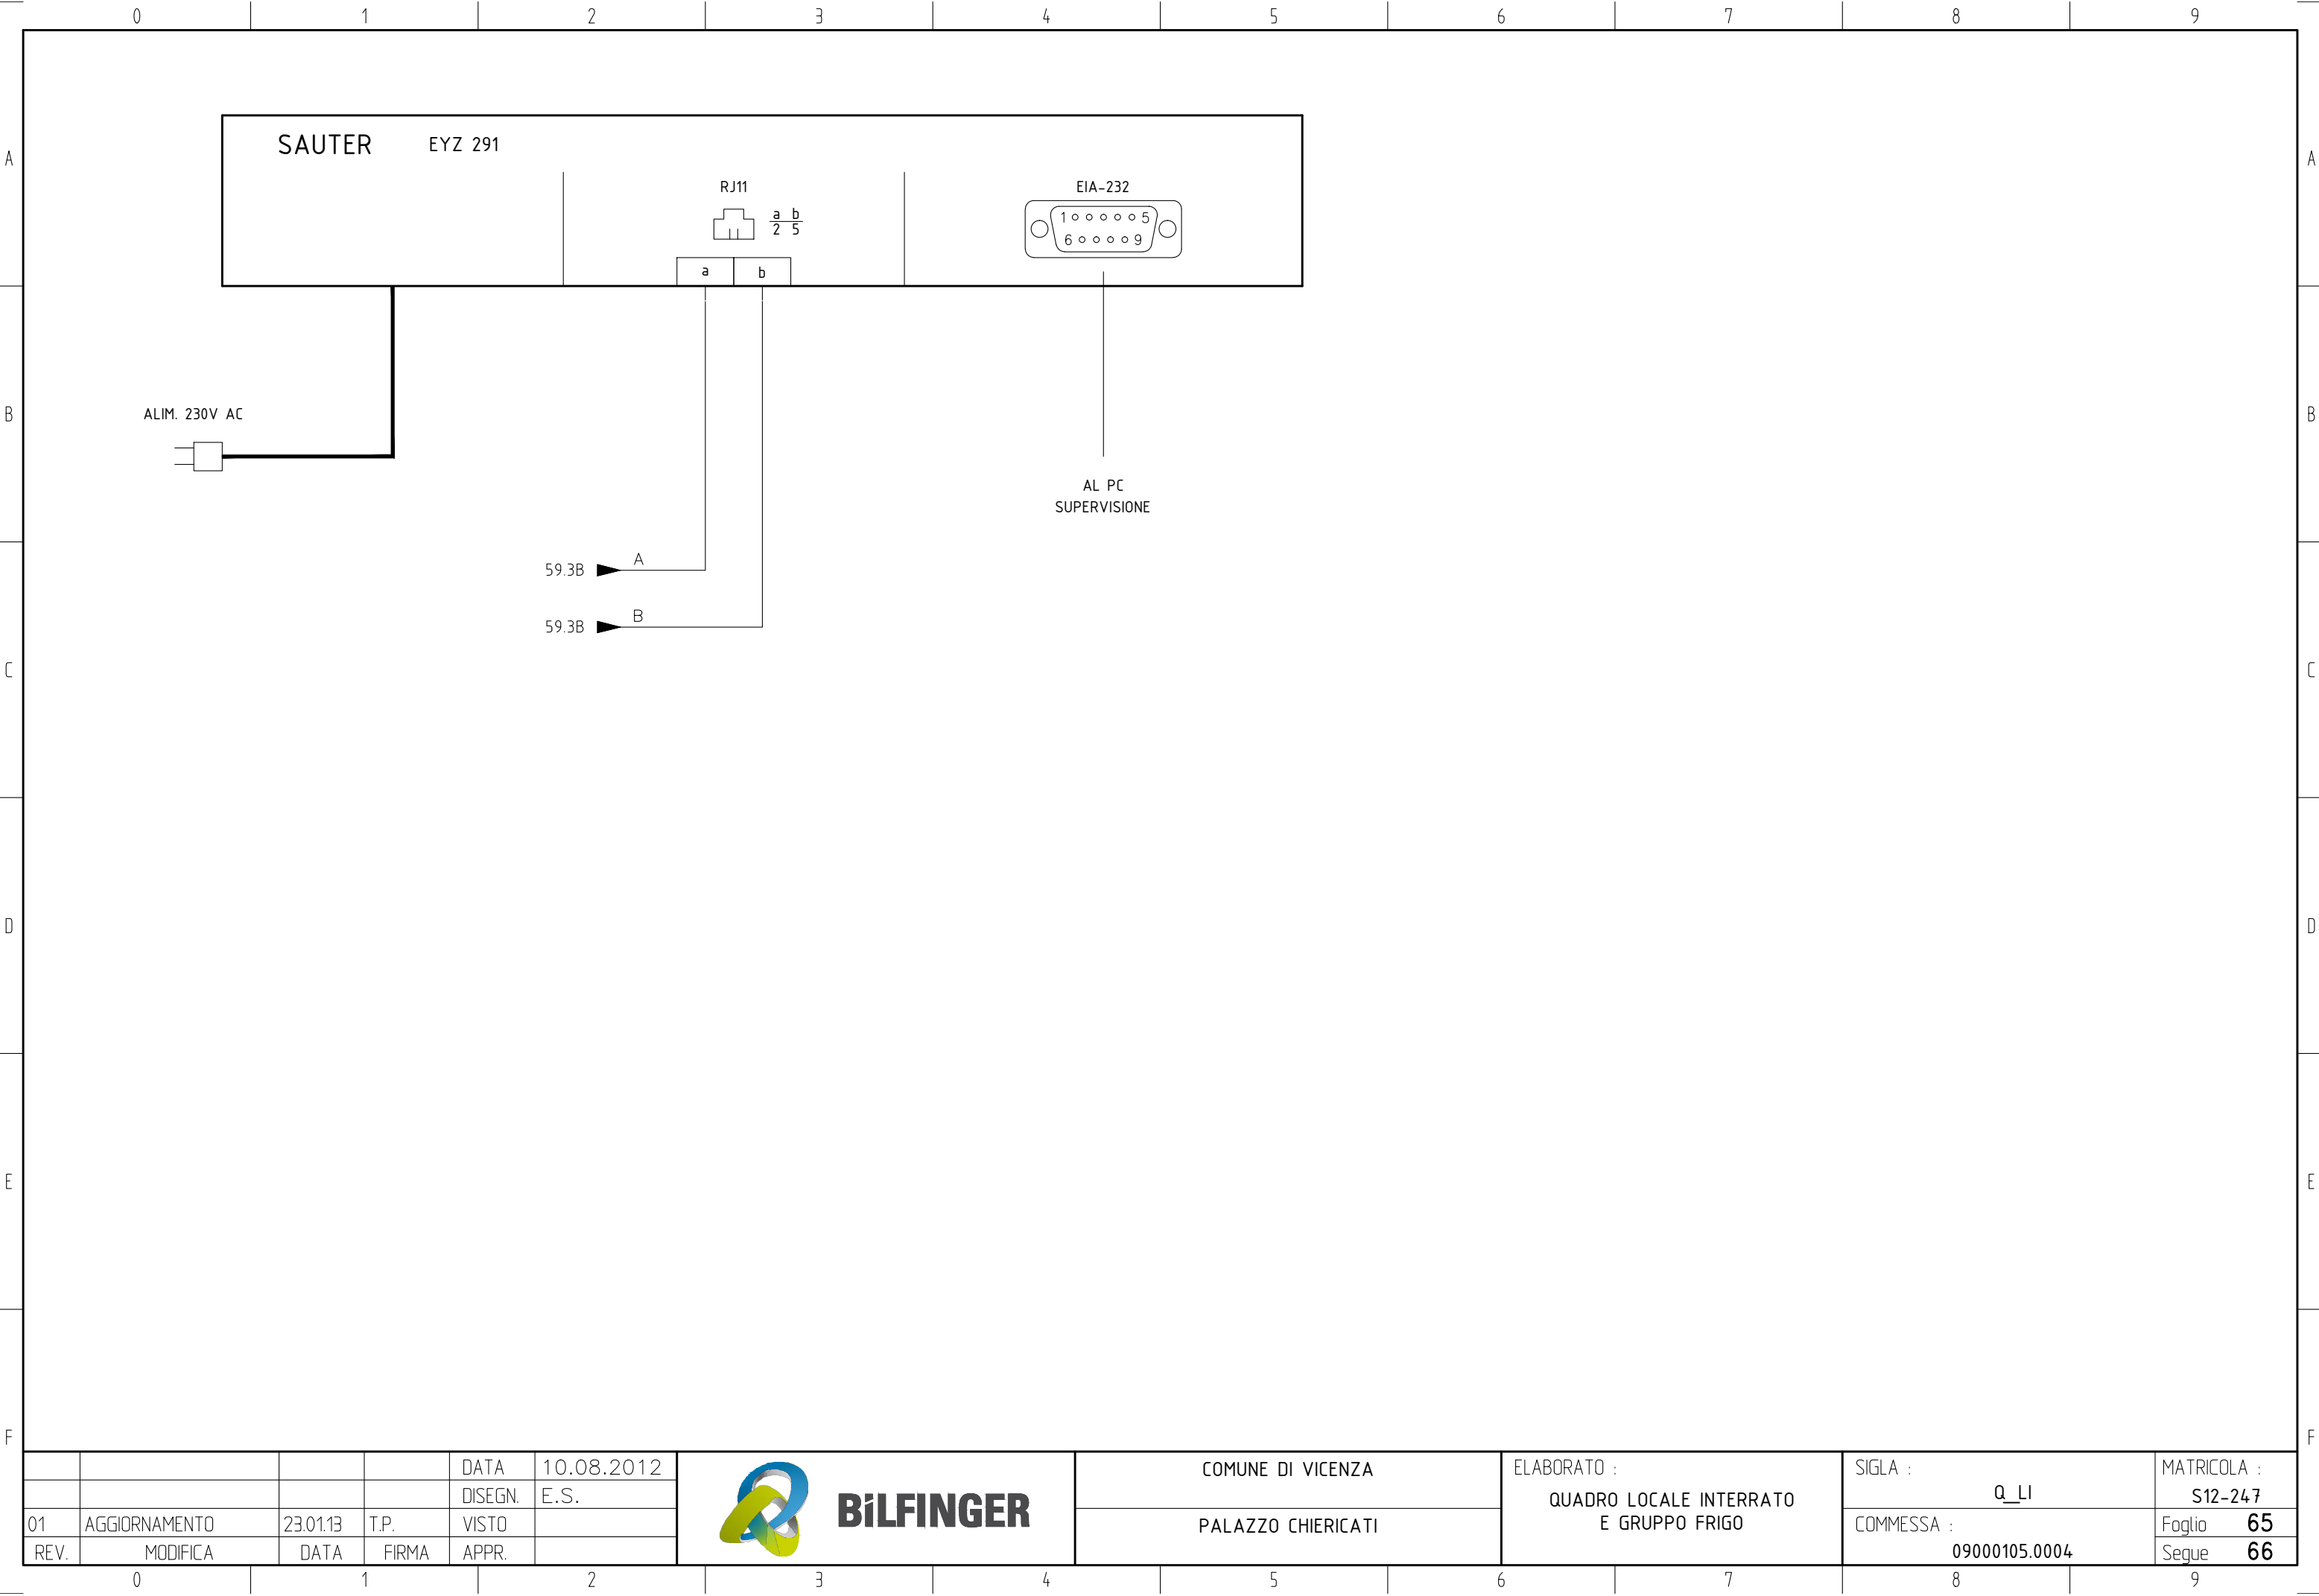 0 1 2 3 4 5 6 7 8 9
SAUTER EYZ 291
A A
RJ11 EIA-232
a b
2 5
1 5
6 9
a b
ALIM. 230V AC
B B
AL PC
SUPERVISIONE
A
59.3B
B
59.3B
C C
D D
E E
F F
DATA 10.08.2012
DISEGN. E.S.
01 AGGIORNAMENTO 23.01.13 T.P. VISTO
REV. MODIFICA DATA FIRMA APPR.
BiLFINGER
COMUNE DI VICENZA
PALAZZO CHIERICATI
ELABORATO :
QUADRO LOCALE INTERRATO
E GRUPPO FRIGO
SIGLA :
Q_LI
COMMESSA :
09000105.0004
MATRICOLA :
S12-247
Foglio 65
Segue 66
0 1 2 3 4 5 6 7 8 9